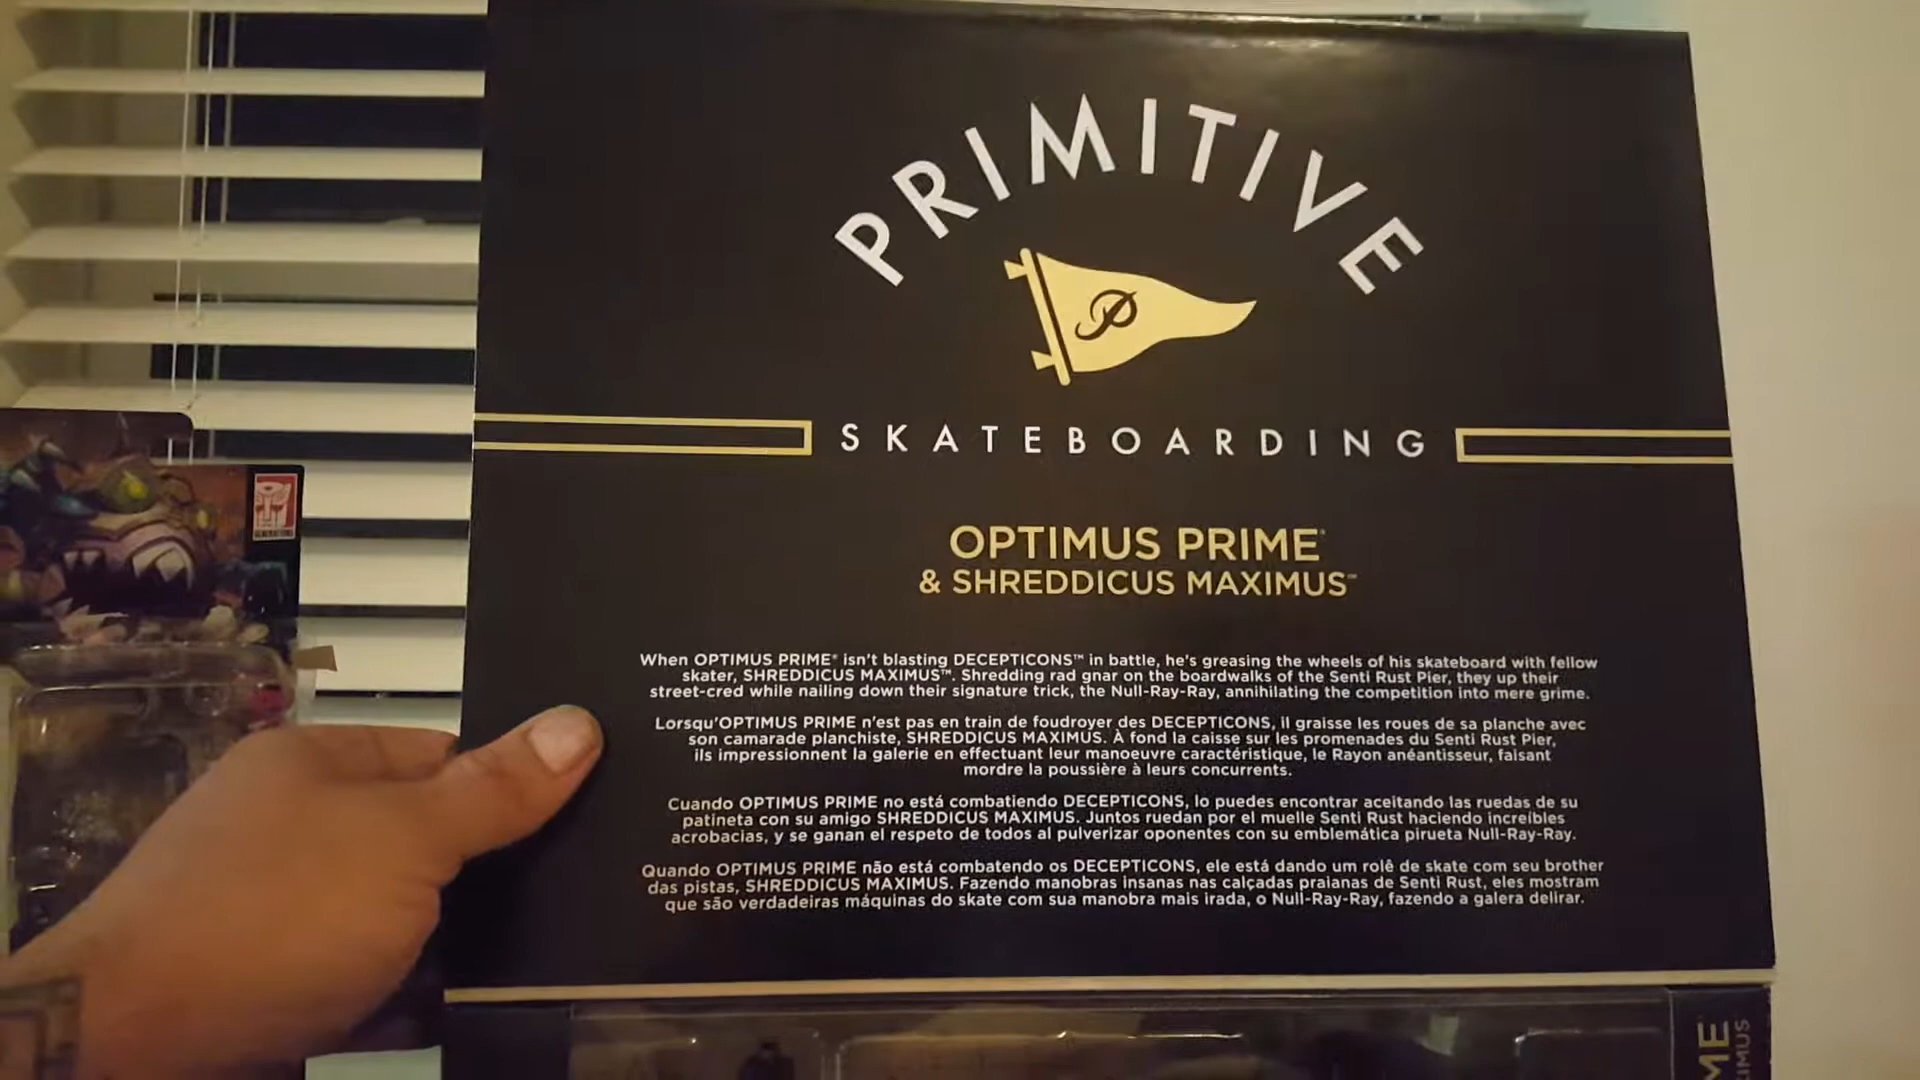 PRIMITIVE
P
SKATEBOARDING
OPTIMUS PRIME®
& SHREDDICUS MAXIMUS™
When OPTIMUS PRIME® isn't blasting DECEPTICONS™ in battle, he's greasing the wheels of his skateboard with fellow
skater, SHREDDICUS MAXIMUS™. Shredding rad gnar on the boardwalks of the Senti Rust Pier, they up their
street-cred while nailing down their signature trick, the Null-Ray-Ray, annihilating the competition into mere grime.
Lorsqu'OPTIMUS PRIME n'est pas en train de foudroyer des DECEPTICONS, il graisse les roues de sa planche avec
son camarade planchiste, SHREDDICUS MAXIMUS. À fond la caisse sur les promenades du Senti Rust Pier,
ils impressionnent la galerie en effectuant leur manoeuvre caractéristique, le Rayon anéantisseur, faisant
mordre la poussière à leurs concurrents.
Cuando OPTIMUS PRIME no está combatiendo DECEPTICONS, lo puedes encontrar aceitando las ruedas de su
patineta con su amigo SHREDDICUS MAXIMUS. Juntos ruedan por el muelle Senti Rust haciendo increíbles
acrobacias, y se ganan el respeto de todos al pulverizar oponentes con su emblemática pirueta Null-Ray-Ray.
Quando OPTIMUS PRIME não está combatendo os DECEPTICONS, ele está dando um rolê de skate com seu brother
das pistas, SHREDDICUS MAXIMUS. Fazendo manobras insanas nas calçadas praianas de Senti Rust, eles mostram
que são verdadeiras máquinas do skate com sua manobra mais irada, o Null-Ray-Ray, fazendo a galera delirar.
GENERATIONS
ME
IMUS